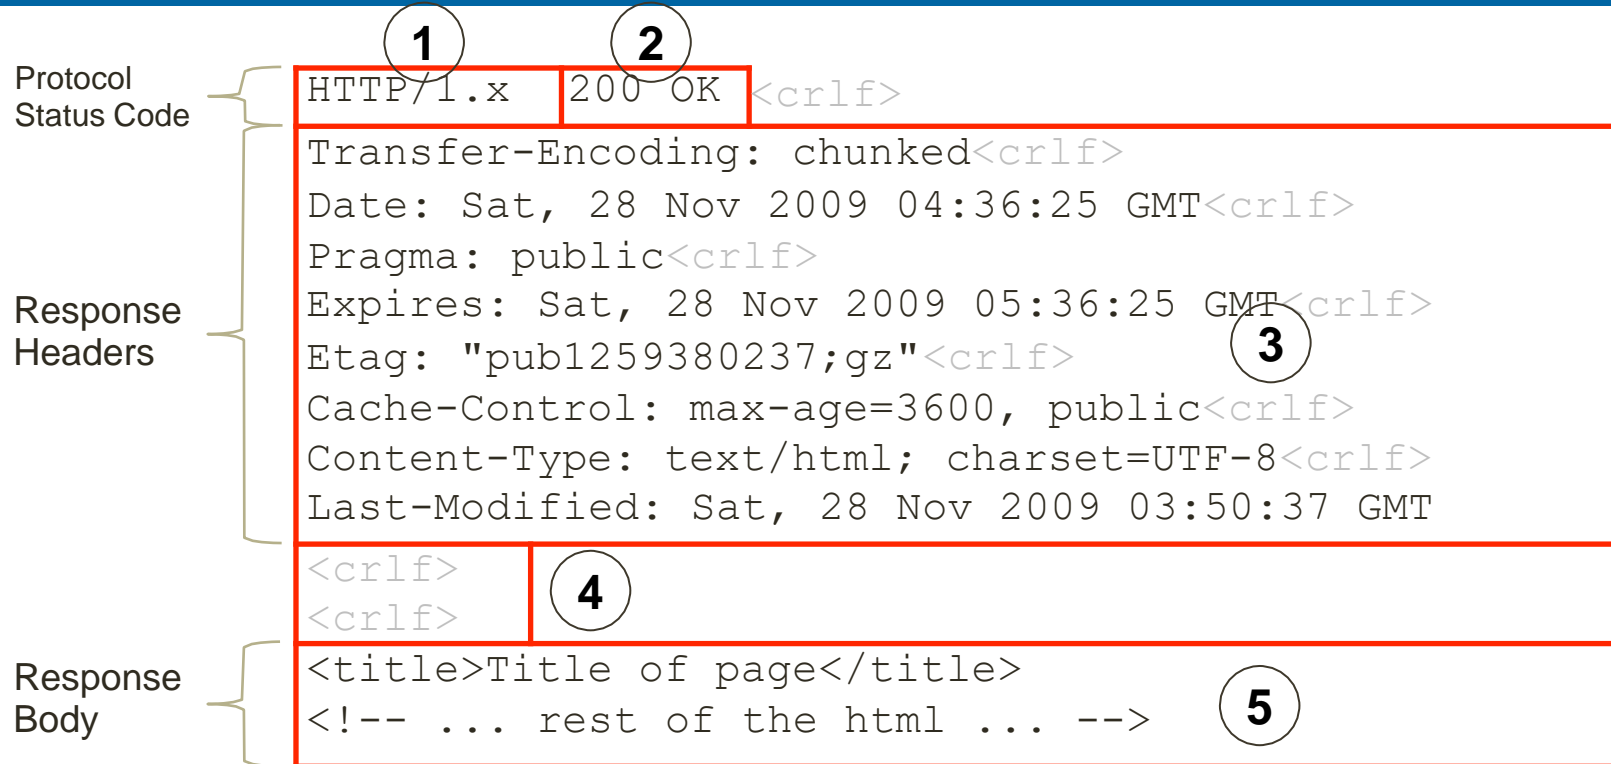 1 2
Protocol
Status Code
HTTP/1.x 200 OK <crlf>
Transfer-Encoding: chunked<crlf>
Date: Sat, 28 Nov 2009 04:36:25 GMT<crlf>
Pragma: public<crlf>
Response
Headers
Expires: Sat, 28 Nov 2009 05:36:25 GMT<crlf>
3
Etag: "pub1259380237;gz"<crlf>
Cache-Control: max-age=3600, public<crlf>
Content-Type: text/html; charset=UTF-8<crlf>
Last-Modified: Sat, 28 Nov 2009 03:50:37 GMT
<crlf>
4
<crlf>
Response
Body
<title>Title of page</title>
<!-- ... rest of the html ... -->
5